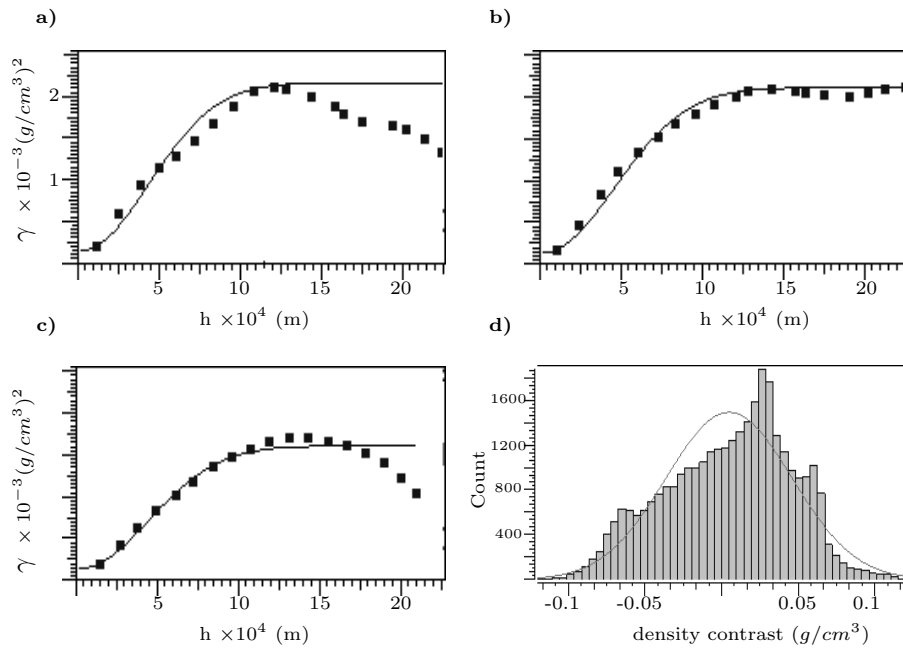 a)
γ ×10⁻³(g/cm³)²
2
1
5 10 15 20
h ×10⁴ (m)
b)
5 10 15 20
h ×10⁴ (m)
c)
γ ×10⁻³(g/cm³)²
5 10 15 20
h ×10⁴ (m)
d)
Count
1600
1200
800
400
-0.1 -0.05 0.05 0.1
density contrast (g/cm³)